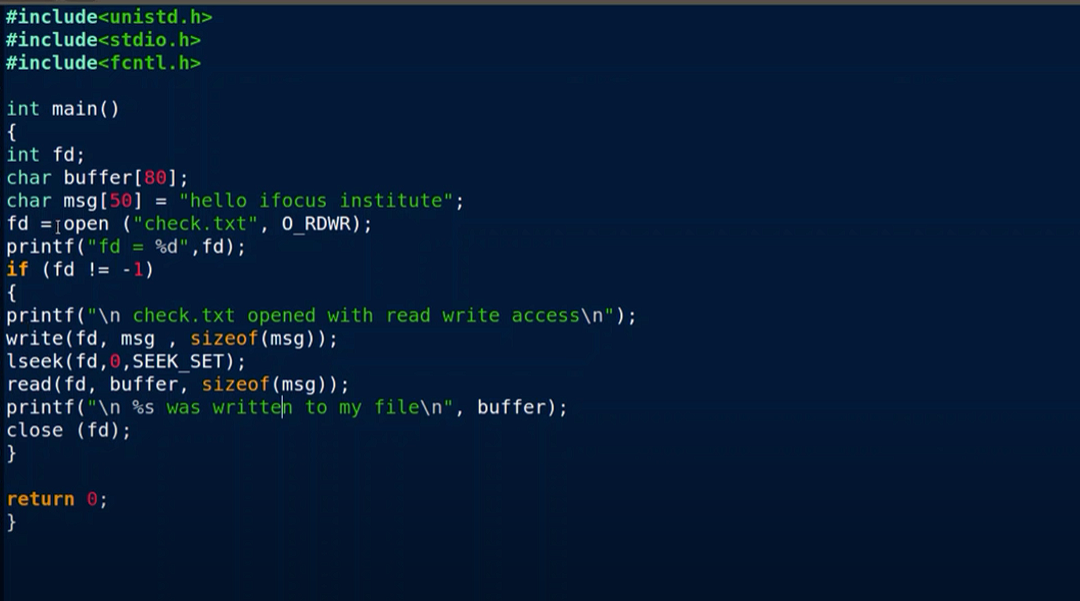 #include<unistd.h>
#include<stdio.h>
#include<fcntl.h>
int main()
{
int fd;
char buffer[80];
char msg[50] = "hello ifocus institute";
fd = open ("check.txt", O_RDWR);
printf("fd = %d",fd);
if (fd != -1)
{
printf("\n check.txt opened with read write access\n");
write(fd, msg , sizeof(msg));
lseek(fd,0,SEEK_SET);
read(fd, buffer, sizeof(msg));
printf("\n %s was written to my file\n", buffer);
close (fd);
}
return 0;
}